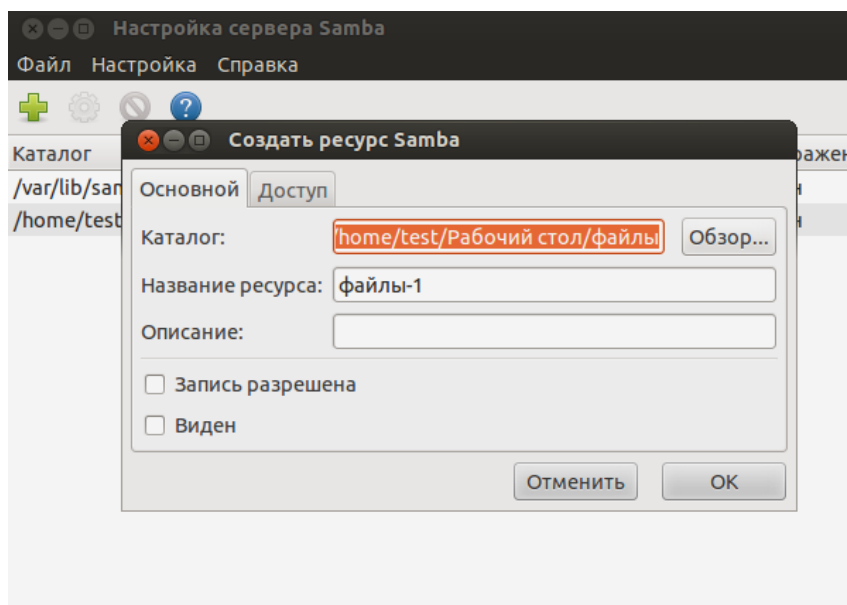 Настройка сервера Samba
Файл Настройка Справка
?
Создать ресурс Samba
Каталог
/var/lib/sam
/home/test
Основной Доступ
Каталог: /home/test/Рабочий стол/файлы Обзор...
Название ресурса: файлы-1
Описание:
Запись разрешена
Виден
Отменить OK